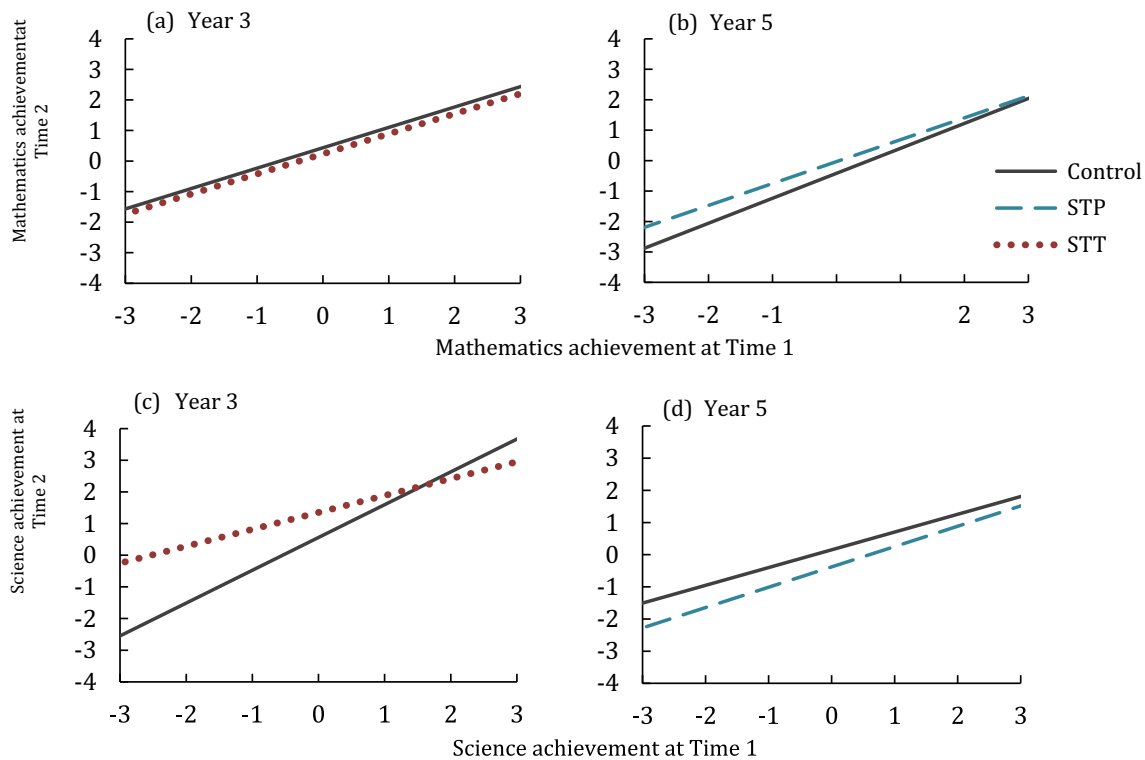 (a) Year 3
(b) Year 5
Mathematics achievementat
Time 2
4
3
2
1
0
-1
-2
-3
-4
-3 -2 -1 0 1 2 3
4
3
2
1
0
-1
-2
-3
-4
-3 -2 -1 2 3
Control
STP
STT
Mathematics achievement at Time 1
(c) Year 3
(d) Year 5
Science achievement at
Time 2
4
3
2
1
0
-1
-2
-3
-4
-3 -2 -1 0 1 2 3
4
3
2
1
0
-1
-2
-3
-4
-3 -2 -1 0 1 2 3
Science achievement at Time 1